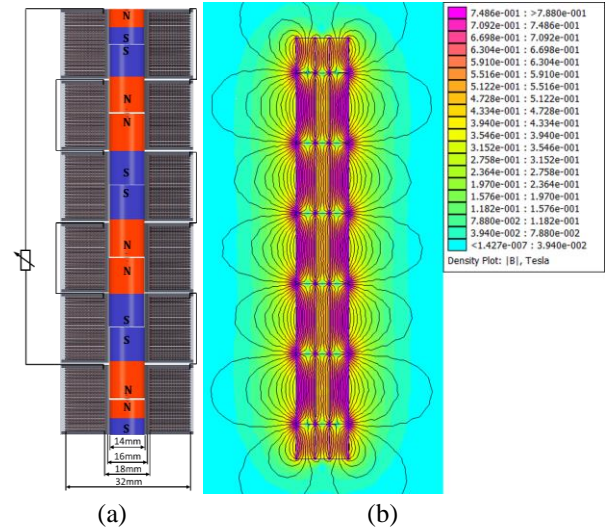 N
S
S
N
N
S
S
N
N
S
S
N
N
S
14mm
16mm
18mm
32mm
(a)
7.486e-001 : >7.880e-001
7.092e-001 : 7.486e-001
6.698e-001 : 7.092e-001
6.304e-001 : 6.698e-001
5.910e-001 : 6.304e-001
5.516e-001 : 5.910e-001
5.122e-001 : 5.516e-001
4.728e-001 : 5.122e-001
4.334e-001 : 4.728e-001
3.940e-001 : 4.334e-001
3.546e-001 : 3.940e-001
3.152e-001 : 3.546e-001
2.758e-001 : 3.152e-001
2.364e-001 : 2.758e-001
1.970e-001 : 2.364e-001
1.576e-001 : 1.970e-001
1.182e-001 : 1.576e-001
7.880e-002 : 1.182e-001
3.940e-002 : 7.880e-002
<1.427e-007 : 3.940e-002
Density Plot: |B|, Tesla
(b)